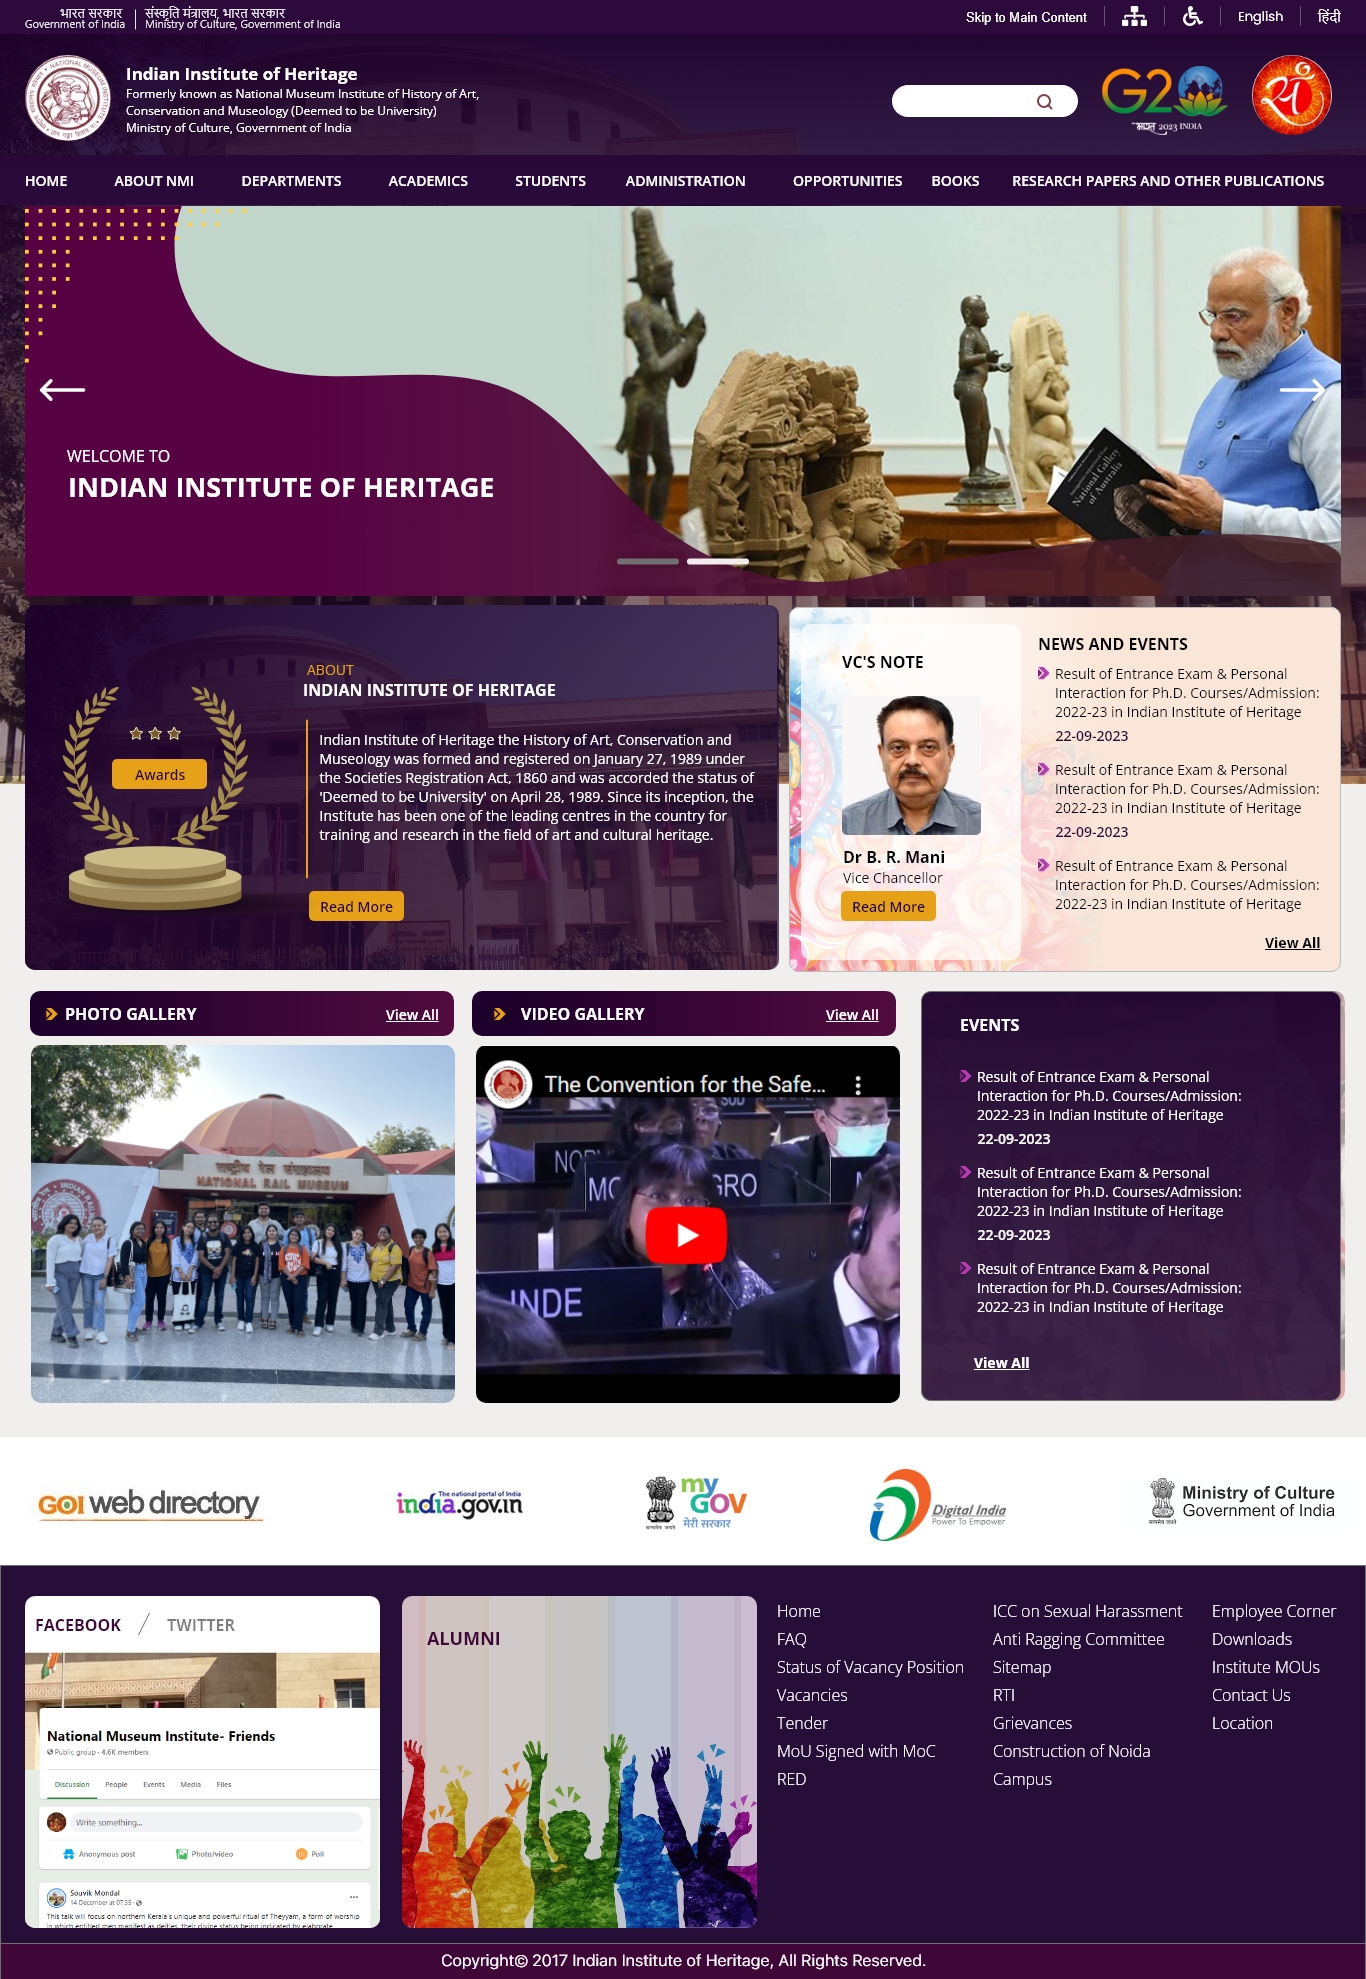 भारत सरकार
Government of India
संस्कृति मंत्रालय, भारत सरकार
Ministry of Culture, Government of India
Skip to Main Content
English
हिंदी
Indian Institute of Heritage
Formerly known as National Museum Institute of History of Art,
Conservation and Museology (Deemed to be University)
Ministry of Culture, Government of India
G20
भारत 2023 INDIA
HOME
ABOUT NMI
DEPARTMENTS
ACADEMICS
STUDENTS
ADMINISTRATION
OPPORTUNITIES
BOOKS
RESEARCH PAPERS AND OTHER PUBLICATIONS
National Gallery
of Australia
WELCOME TO
INDIAN INSTITUTE OF HERITAGE
Awards
ABOUT
INDIAN INSTITUTE OF HERITAGE
Indian Institute of Heritage the History of Art, Conservation and
Museology was formed and registered on January 27, 1989 under
the Societies Registration Act, 1860 and was accorded the status of
'Deemed to be University' on April 28, 1989. Since its inception, the
Institute has been one of the leading centres in the country for
training and research in the field of art and cultural heritage.
Read More
VC'S NOTE
Dr B. R. Mani
Vice Chancellor
Read More
NEWS AND EVENTS
Result of Entrance Exam & Personal
Interaction for Ph.D. Courses/Admission:
2022-23 in Indian Institute of Heritage
22-09-2023
Result of Entrance Exam & Personal
Interaction for Ph.D. Courses/Admission:
2022-23 in Indian Institute of Heritage
22-09-2023
Result of Entrance Exam & Personal
Interaction for Ph.D. Courses/Admission:
2022-23 in Indian Institute of Heritage
View All
PHOTO GALLERY
View All
राष्ट्रीय रेल संग्रहालय
NATIONAL RAIL MUSEUM
VIDEO GALLERY
View All
The Convention for the Safe...
INDE
EVENTS
Result of Entrance Exam & Personal
Interaction for Ph.D. Courses/Admission:
2022-23 in Indian Institute of Heritage
22-09-2023
Result of Entrance Exam & Personal
Interaction for Ph.D. Courses/Admission:
2022-23 in Indian Institute of Heritage
22-09-2023
Result of Entrance Exam & Personal
Interaction for Ph.D. Courses/Admission:
2022-23 in Indian Institute of Heritage
View All
GOI web directory
The national portal of India
india.gov.in
सत्यमेव जयते
my
GOV
मेरी सरकार
Digital India
Power To Empower
सत्यमेव जयते
Ministry of Culture
Government of India
FACEBOOK / TWITTER
National Museum Institute- Friends
Public group · 4.6K members
Discussion
People
Events
Media
Files
Write something...
Anonymous post
Photo/video
Poll
Souvik Mondal
14 December at 07:35
This talk will focus on northern Kerala's unique and powerful ritual of Theyyam, a form of worship
in which entitled men manifest as deities, their divine status being indicated by elaborate
ALUMNI
Home
FAQ
Status of Vacancy Position
Vacancies
Tender
MoU Signed with MoC
RED
ICC on Sexual Harassment
Anti Ragging Committee
Sitemap
RTI
Grievances
Construction of Noida
Campus
Employee Corner
Downloads
Institute MOUs
Contact Us
Location
Copyright© 2017 Indian Institute of Heritage, All Rights Reserved.